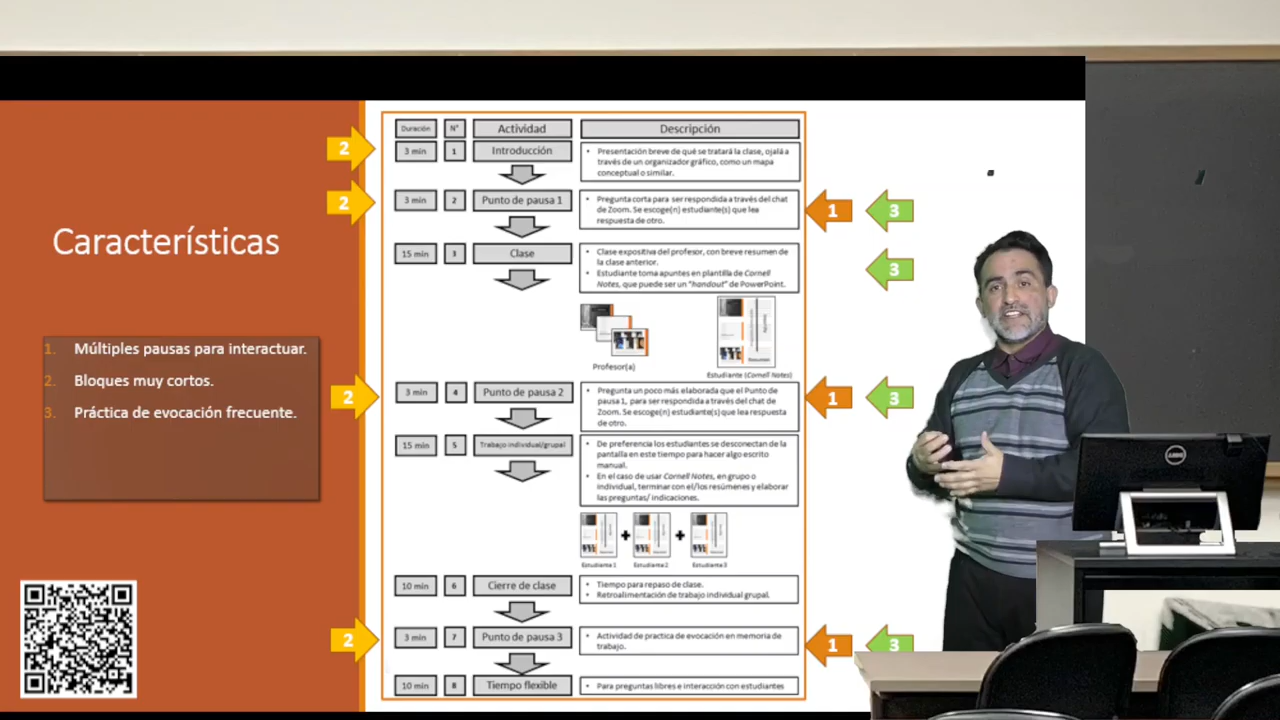 Características
1. Múltiples pausas para interactuar.
2. Bloques muy cortos.
3. Práctica de evocación frecuente.
Duración N° Actividad Descripción
2
3 min 1 Introducción
• Presentación breve de qué se tratará la clase, ojalá a
través de un organizador gráfico, como un mapa
conceptual o similar.
2
3 min 2 Punto de pausa 1
• Pregunta corta para ser respondida a través del chat
de Zoom. Se escoge(n) estudiante(s) que lea
respuesta de otro.
1 3
15 min 3 Clase
• Clase expositiva del profesor, con breve resumen de
la clase anterior.
• Estudiante toma apuntes en plantilla de Cornell
Notes, que puede ser un "handout" de PowerPoint.
3
Profesor(a)
Estudiante (Cornell Notes)
2
3 min 4 Punto de pausa 2
• Pregunta un poco más elaborada que el Punto de
pausa 1, para ser respondida a través del chat de
Zoom. Se escoge(n) estudiante(s) que lea respuesta
de otro.
1 3
15 min 5 Trabajo individual/grupal
• De preferencia los estudiantes se desconectan de la
pantalla en este tiempo para hacer algo escrito
manual.
• En el caso de usar Cornell Notes, en grupo o
individual, terminar con el/los resúmenes y elaborar
las preguntas/ indicaciones.
Estudiante 1 + Estudiante 2 + Estudiante 3
10 min 6 Cierre de clase
• Tiempo para repaso de clase.
• Retroalimentación de trabajo individual grupal.
2
3 min 7 Punto de pausa 3
• Actividad de practica de evocación en memoria de
trabajo.
1 3
10 min 8 Tiempo flexible
• Para preguntas libres e interacción con estudiantes
DELL